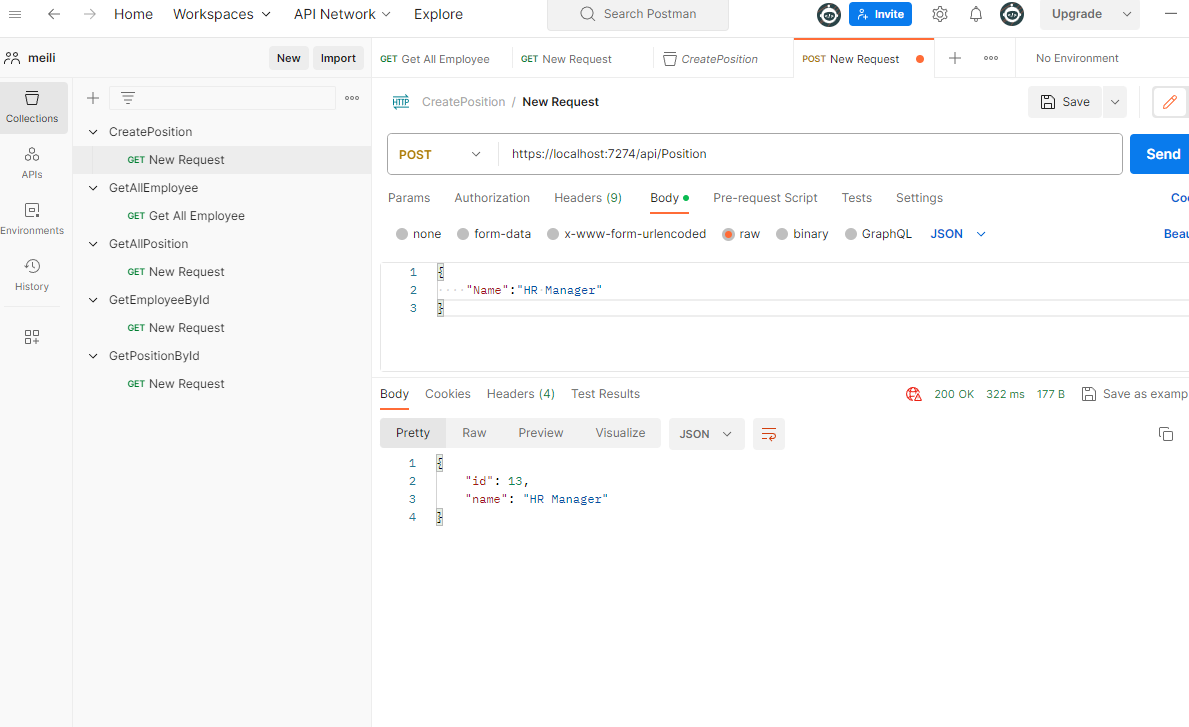 Home Workspaces API Network Explore Search Postman Invite Upgrade
meili New Import GET Get All Employee GET New Request CreatePosition POST New Request No Environment
Collections
APIs
Environments
History
CreatePosition
GET New Request
GetAllEmployee
GET Get All Employee
GetAllPosition
GET New Request
GetEmployeeById
GET New Request
GetPositionById
GET New Request
HTTP CreatePosition / New Request Save
POST https://localhost:7274/api/Position Send
Params Authorization Headers (9) Body Pre-request Script Tests Settings Coo
none form-data x-www-form-urlencoded raw binary GraphQL JSON Beau
1 {
2 ····"Name":"HR·Manager"
3 }
Body Cookies Headers (4) Test Results 200 OK 322 ms 177 B Save as examp
Pretty Raw Preview Visualize JSON
1 {
2 "id": 13,
3 "name": "HR Manager"
4 }